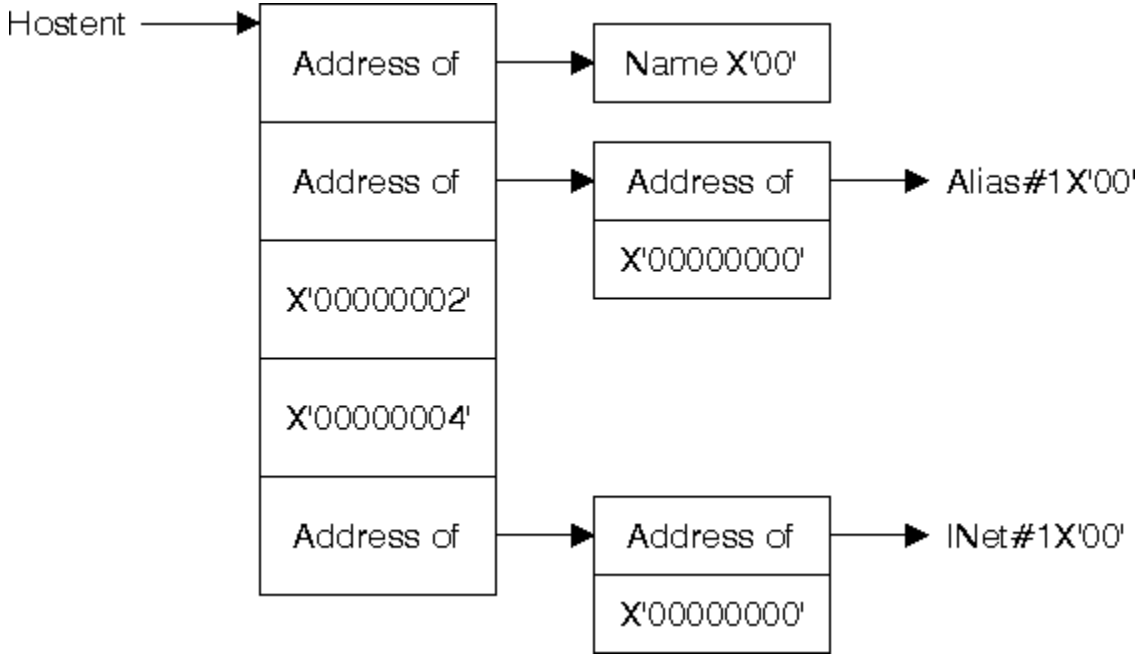 Hostent
Address of
Name X'00'
Address of
Address of
Alias#1X'00'
X'00000000'
X'00000002'
X'00000004'
Address of
Address of
INet#1X'00'
X'00000000'